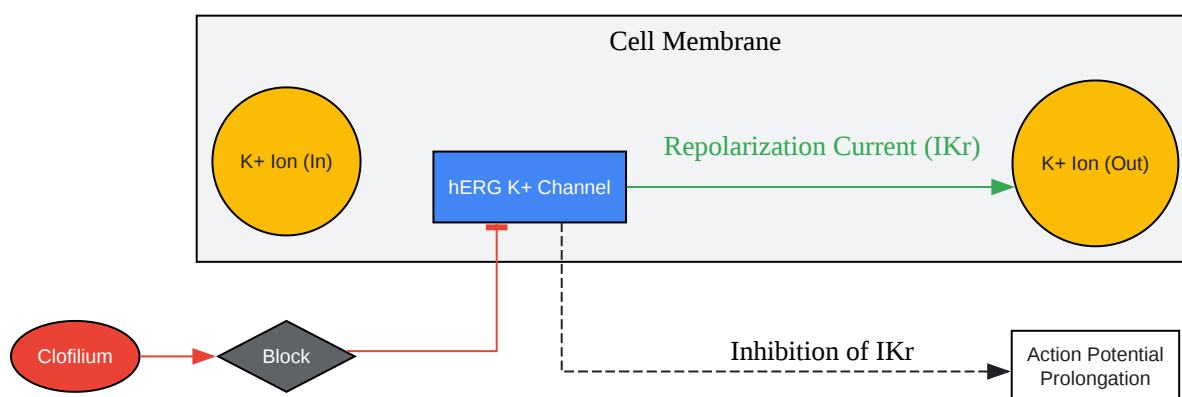 Cell Membrane
Repolarization Current (IKr)
K+ Ion (In)
K+ Ion (Out)
hERG K+ Channel
Clofilium
Block
Inhibition of IKr
Action Potential
Prolongation